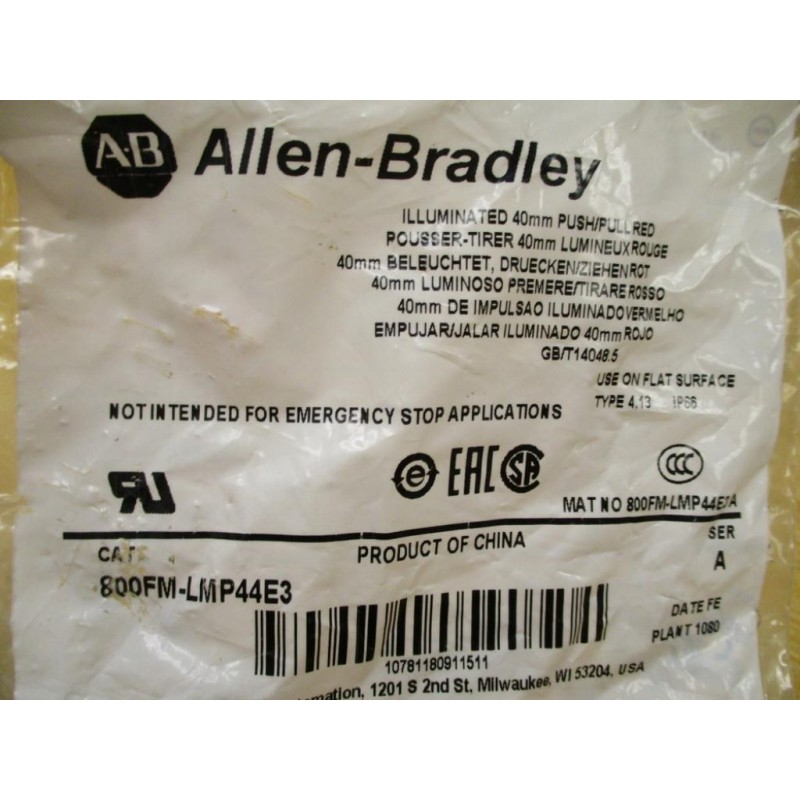 A-B Allen-Bradley
ILLUMINATED 40mm PUSH/PULL RED
POUSSER-TIRER 40mm LUMINEUX ROUGE
40mm BELEUCHTET, DRUECKEN/ZIEHEN ROT
40mm LUMINOSO PREMERE/TIRARE ROSSO
40mm DE IMPULSAO ILUMINADO VERMELHO
EMPUJAR/JALAR ILUMINADO 40mm ROJO
GB/T14048.5
USE ON FLAT SURFACE
TYPE 4,13 IP66
NOT INTENDED FOR EMERGENCY STOP APPLICATIONS
UR e EAC SA CCC
MAT NO 800FM-LMP44E3A
PRODUCT OF CHINA
SER
A
800FM-LMP44E3
DATE FE
PLANT 1080
10781180911511
1201 S 2nd St, Milwaukee, WI 53204, USA